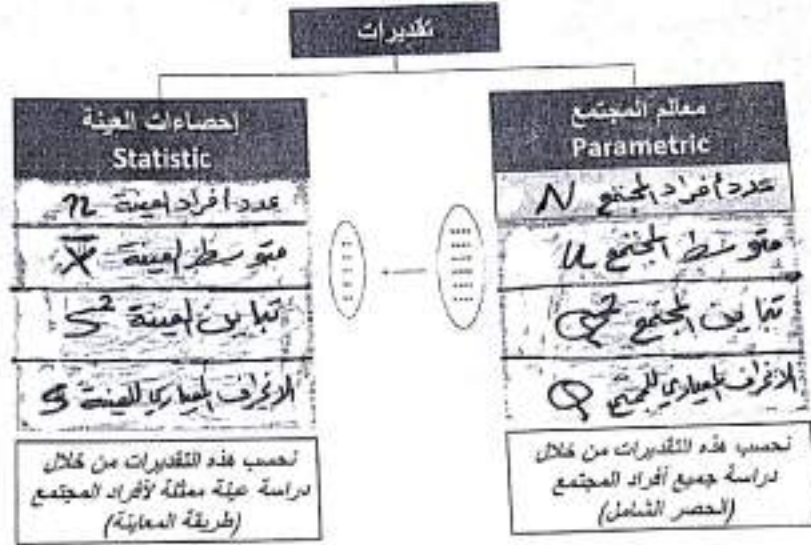 تقديرات
معالم المجتمع
Parametric
عدد أفراد المجتمع N
متوسط المجتمع μ
تباين المجتمع σ²
الانحراف المعياري للمجتمع σ
نحسب هذه التقديرات من خلال
دراسة جميع أفراد المجتمع
(الحصر الشامل)
إحصاءات العينة
Statistic
عدد أفراد العينة n
متوسط العينة x̄
تباين العينة S²
الانحراف المعياري للعينة S
نحسب هذه التقديرات من خلال
دراسة عينة ممثلة لأفراد المجتمع
(طريقة المعاينة)